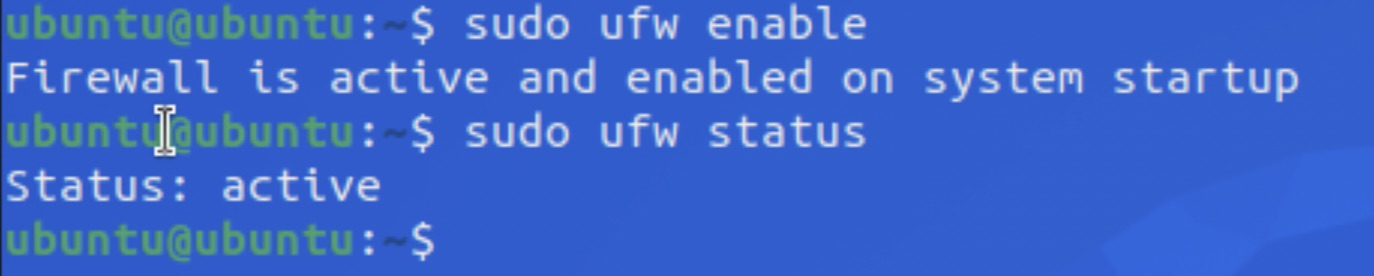 ubuntu@ubuntu:~$ sudo ufw enable
Firewall is active and enabled on system startup
ubuntu@ubuntu:~$ sudo ufw status
Status: active
ubuntu@ubuntu:~$